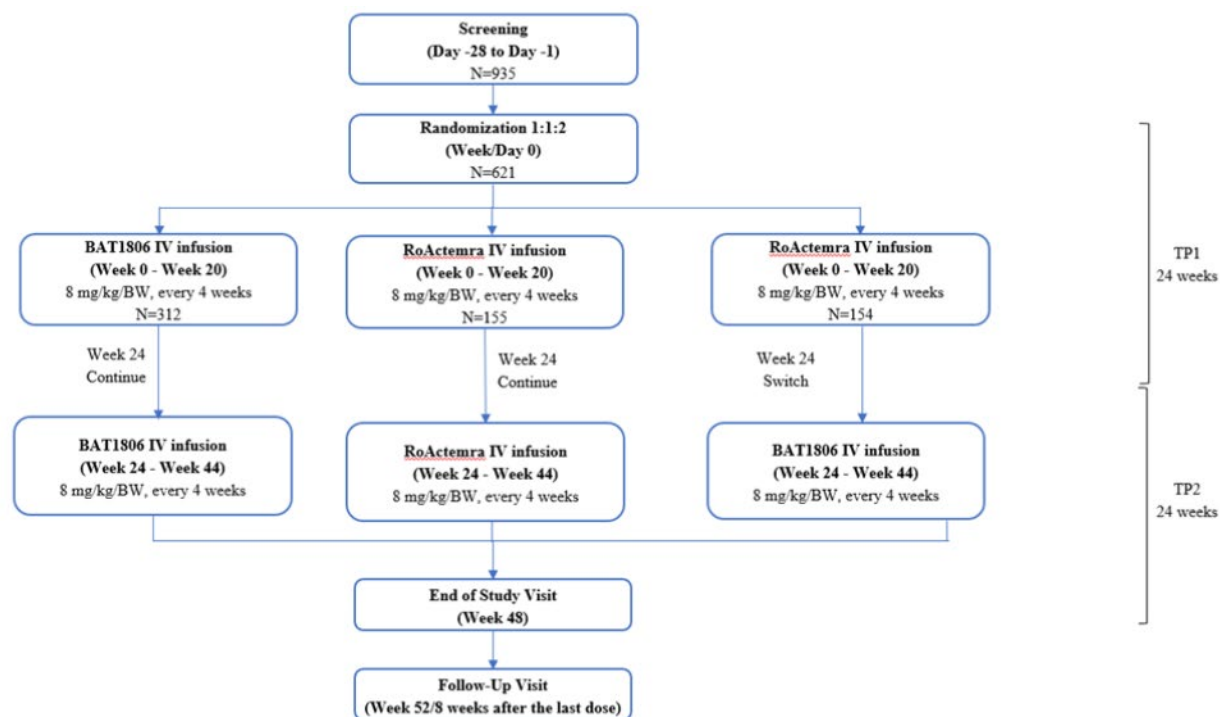 Screening
(Day -28 to Day -1)
N=935
Randomization 1:1:2
(Week/Day 0)
N=621
BAT1806 IV infusion
(Week 0 - Week 20)
8 mg/kg/BW, every 4 weeks
N=312
RoActemra IV infusion
(Week 0 - Week 20)
8 mg/kg/BW, every 4 weeks
N=155
RoActemra IV infusion
(Week 0 - Week 20)
8 mg/kg/BW, every 4 weeks
N=154
TP1
24 weeks
Week 24
Continue
Week 24
Continue
Week 24
Switch
BAT1806 IV infusion
(Week 24 - Week 44)
8 mg/kg/BW, every 4 weeks
RoActemra IV infusion
(Week 24 - Week 44)
8 mg/kg/BW, every 4 weeks
BAT1806 IV infusion
(Week 24 - Week 44)
8 mg/kg/BW, every 4 weeks
TP2
24 weeks
End of Study Visit
(Week 48)
Follow-Up Visit
(Week 52/8 weeks after the last dose)